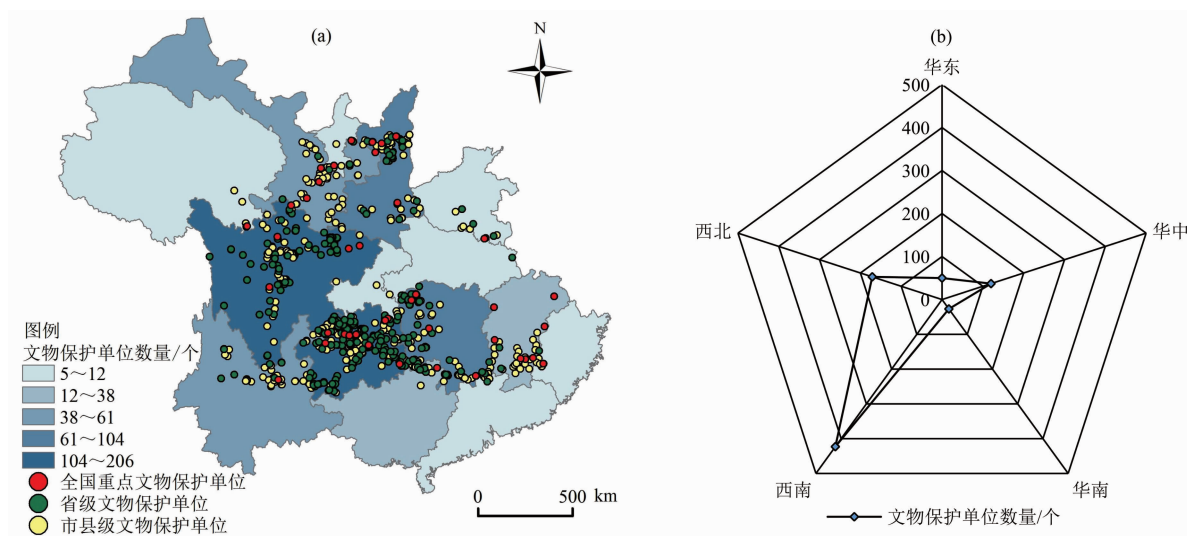 (a)
N
图例
文物保护单位数量/个
5～12
12～38
38～61
61～104
104～206
全国重点文物保护单位
省级文物保护单位
市县级文物保护单位
0 500 km
(b)
华东
500
400
300
200
100
0
西北
华中
西南
华南
文物保护单位数量/个